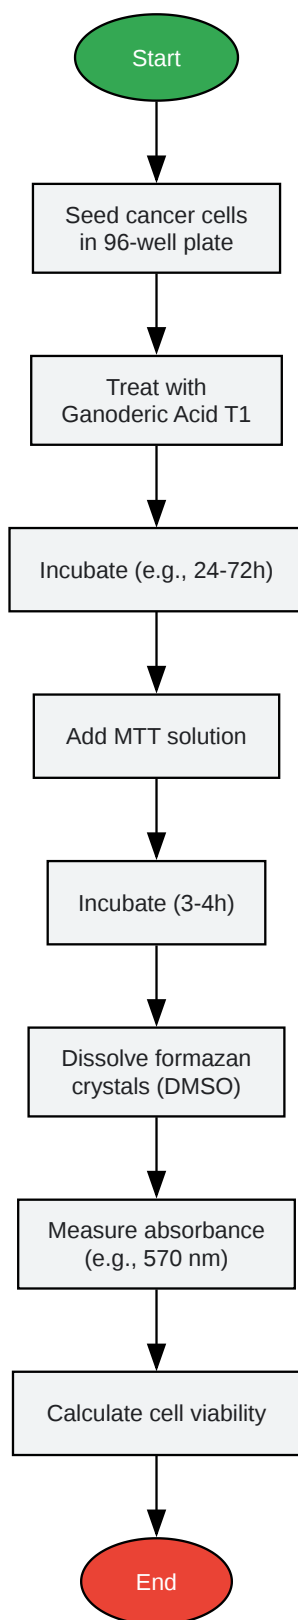 Start
Seed cancer cells
in 96-well plate
Treat with
Ganoderic Acid T1
Incubate (e.g., 24-72h)
Add MTT solution
Incubate (3-4h)
Dissolve formazan
crystals (DMSO)
Measure absorbance
(e.g., 570 nm)
Calculate cell viability
End